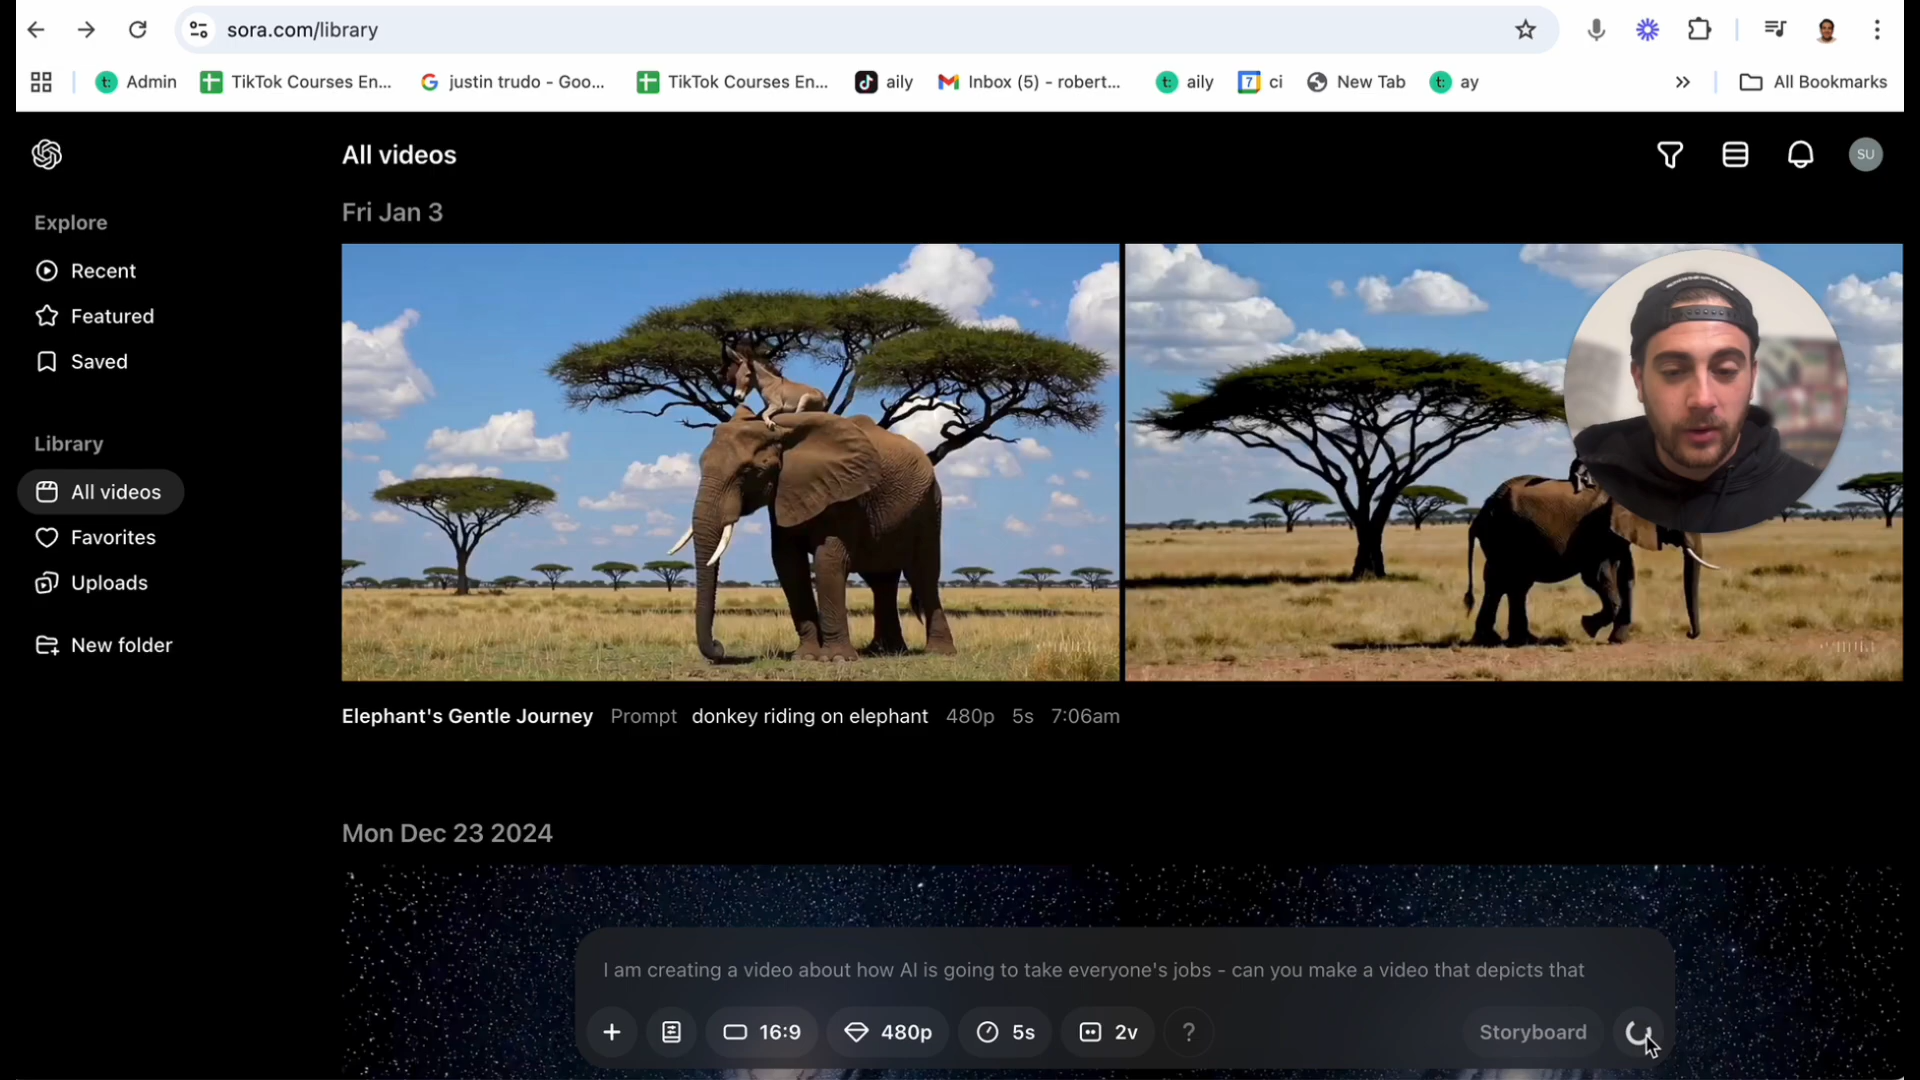 sora.com/library
Admin
TikTok Courses En...
justin trudo - Goo...
TikTok Courses En...
aily
Inbox (5) - robert...
aily
7
ci
New Tab
ay
All Bookmarks
All videos
SU
Explore
Fri Jan 3
Recent
Featured
Saved
Library
All videos
Favorites
Uploads
New folder
Elephant's Gentle Journey Prompt donkey riding on elephant 480p 5s 7:06am
Mon Dec 23 2024
I am creating a video about how AI is going to take everyone's jobs - can you make a video that depicts that
16:9
480p
5s
2v
?
Storyboard